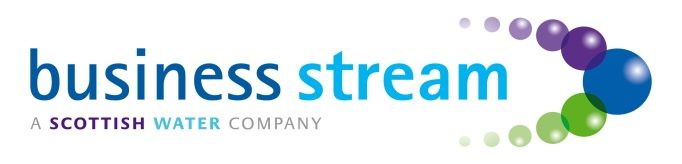 business stream
A SCOTTISH WATER COMPANY